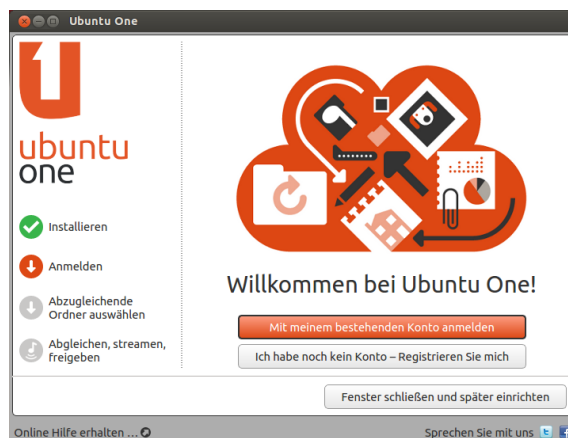 Ubuntu One
ubuntu
one
Installieren
Anmelden
Abzugleichende
Ordner auswählen
Abgleichen, streamen,
freigeben
Willkommen bei Ubuntu One!
Mit meinem bestehenden Konto anmelden
Ich habe noch kein Konto – Registrieren Sie mich
Fenster schließen und später einrichten
Online Hilfe erhalten ...
Sprechen Sie mit uns